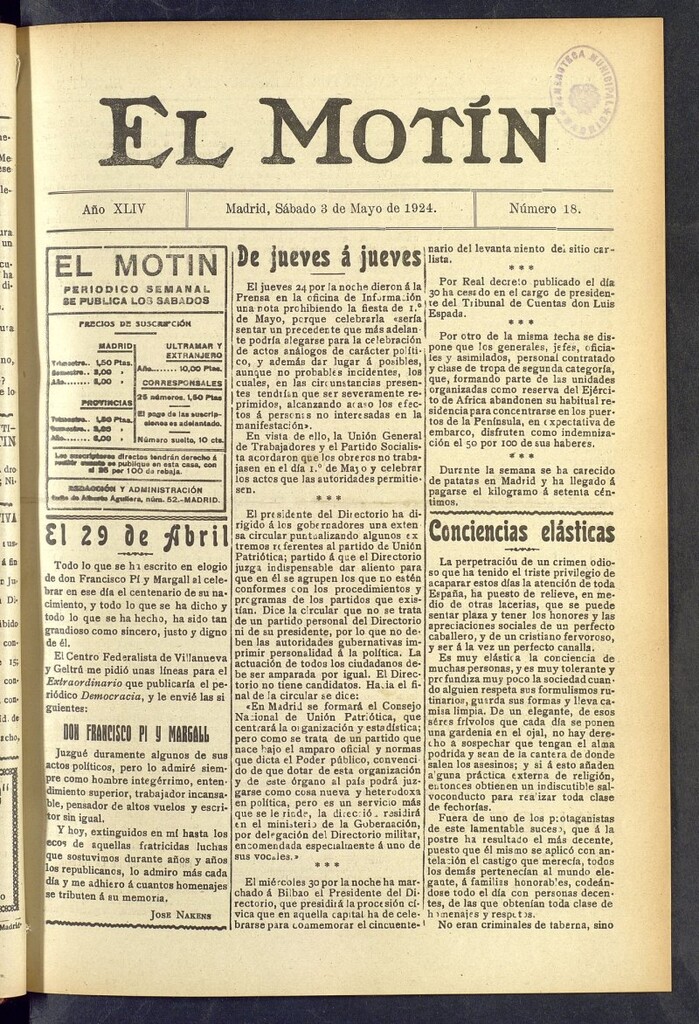 EL MOTÍN
HEMEROTECA MUNICIPAL
Año XLIV
Madrid, Sábado 3 de Mayo de 1924.
Número 18.
EL MOTIN
PERIODICO SEMANAL
SE PUBLICA LOS SABADOS
PRECIOS DE SUSCRIPCIÓN
MADRID
Trimestre.. 1,50 Ptas.
Semestre.. 3,00 »
Año........ 6,00 »
PROVINCIAS
Trimestre.. 1,50 Ptas.
Semestre.. 3,00 »
Año........ 6,00 »
ULTRAMAR Y
EXTRANJERO
Año........ 10,00 Ptas.
CORRESPONSALES
25 números, 1,50 Ptas
El pago de las suscrip-
ciones es adelantado.
Número suelto, 10 cts.
Los suscriptores directos tendrán derecho á
recibir cuanto se publique en esta casa, con
el 25 por 100 de rebaja.
REDACCIÓN Y ADMINISTRACIÓN
Calle de Alberto Aguilera, núm. 52.-MADRID.
El 29 de Abril
Todo lo que se ha escrito en elogio
de don Francisco Pí y Margall al cele-
brar en ese día el centenario de su na-
cimiento, y todo lo que se ha dicho y
todo lo que se ha hecho, ha sido tan
grandioso como sincero, justo y digno
de él.
El Centro Federalista de Villanueva
y Geltrú me pidió unas líneas para el
Extraordinario que publicaría el pe-
riódico Democracia, y le envié las si
guientes:
DON FRANCISCO PI Y MARGALL
Juzgué duramente algunos de sus
actos políticos, pero lo admiré siem-
pre como hombre integérrimo, enten-
dimiento superior, trabajador incansa-
ble, pensador de altos vuelos y escri-
tor sin igual.
Y hoy, extinguidos en mí hasta los
ecos de aquellas fratricidas luchas
que sostuvimos durante años y años
los republicanos, lo admiro más cada
día y me adhiero á cuantos homenajes
se tributen á su memoria.
JOSE NAKENS
De jueves á jueves
El jueves 24 por la noche dieron á la
Prensa en la oficina de Información
una nota prohibiendo la fiesta de 1.º
de Mayo, porque celebrarla «sería
sentar un precedente que más adelan-
te podría alegarse para la celebración
de actos análogos de carácter políti-
co, y además dar lugar á posibles,
aunque no probables incidentes, los
cuales, en las circunstancias presen-
tes tendrían que ser severamente re-
primidos, alcanzando acaso los efec-
tos á persones no interesadas en la
manifestación».
En vista de ello, la Unión General
de Trabajadores y el Partido Socialis-
ta acordaron que los obreros no traba-
jasen en el día 1.º de Mayo y celebrar
los actos que las autoridades permitie-
sen.
* * *
El presidente del Directorio ha di-
rigido á los gobernadores una exten-
sa circular puntualizando algunos ex
tremos referentes al partido de Unión
Patriótica; partido á que el Directorio
juzga indispensable dar aliento para
que en él se agrupen los que no estén
conformes con los procedimientos y
programas de los partidos que exis-
tían. Dice la circular que no se trata
de un partido personal del Directorio
ni de su presidente, por lo que no de-
ben las autoridades gubernativas im-
primir personalidad á la política. La
actuación de todos los ciudadanos de-
be ser amparada por igual. El Direc-
torio no tiene candidatos. Hacia el fi-
nal de la circular se dice:
«En Madrid se formará el Consejo
Nacional de Unión Patriótica, que
centrará la organización y estadística;
pero como se trata de un partido que
nace bajo el amparo oficial y normas
que dicta el Poder público, convenci-
do de que dotar de esta organización
y de este órgano al país podrá juz-
garse como cosa nueva y heterodoxa
en política, pero es un servicio más
que se le rinde, la dirección residirá
en el ministerio de la Gobernación,
por delegación del Directorio militar,
encomendada especialmente á uno de
sus vocales.»
* * *
El miércoles 30 por la noche ha mar-
chado á Bilbao el Presidente del Di-
rectorio, que presidirá la procesión cí-
vica que en aquella capital ha de cele-
brarse para conmemorar el cincuente-
nario del levantamiento del sitio car-
lista.
* * *
Por Real decreto publicado el día
30 ha cesado en el cargo de presiden-
te del Tribunal de Cuentas don Luis
Espada.
* * *
Por otro de la misma fecha se dis-
pone que los generales, jefes, oficia-
les y asimilados, personal contratado
y clase de tropa de segunda categoría,
que, formando parte de las unidades
organizadas como reserva del Ejérci-
to de Africa abandonen su habitual re-
sidencia para concentrarse en los puer-
tos de la Península, en expectativa de
embarco, disfruten como indemniza-
ción el 50 por 100 de sus haberes.
* * *
Durante la semana se ha carecido
de patatas en Madrid y ha llegado á
pagarse el kilogramo á setenta cén-
timos.
Conciencias elásticas
La perpetración de un crimen odio-
so que ha tenido el triste privilegio de
acaparar estos días la atención de toda
España, ha puesto de relieve, en me-
dio de otras lacerias, que se puede
sentar plaza y tener los honores y las
apreciaciones sociales de un perfecto
caballero, y de un cristiano fervoroso,
y ser á la vez un perfecto canalla.
Es muy elástica la conciencia de
muchas personas, y es muy tolerante y
profundiza muy poco la sociedad cuan-
do alguien respeta sus formulismos ru-
tinarios, guarda sus formas y lleva ca-
misa limpia. De un elegante, de esos
séres frívolos que cada día se ponen
una gardenia en el ojal, no hay dere-
cho a sospechar que tengan el alma
podrida y sean de la cantera de donde
salen los asesinos; y si á esto añaden
alguna práctica externa de religión,
entonces obtienen un indiscutible sal-
voconducto para realizar toda clase
de fechorías.
Fuera de uno de los protagonistas
de este lamentable suceso, que á la
postre ha resultado el más decente,
puesto que él mismo se aplicó con an-
telación el castigo que merecía, todos
los demás pertenecían al mundo ele-
gante, á familias honorables, codeán-
dose todo el día con personas decen-
tes, de las que obtenían toda clase de
homenajes y respetos.
No eran criminales de taberna, sino